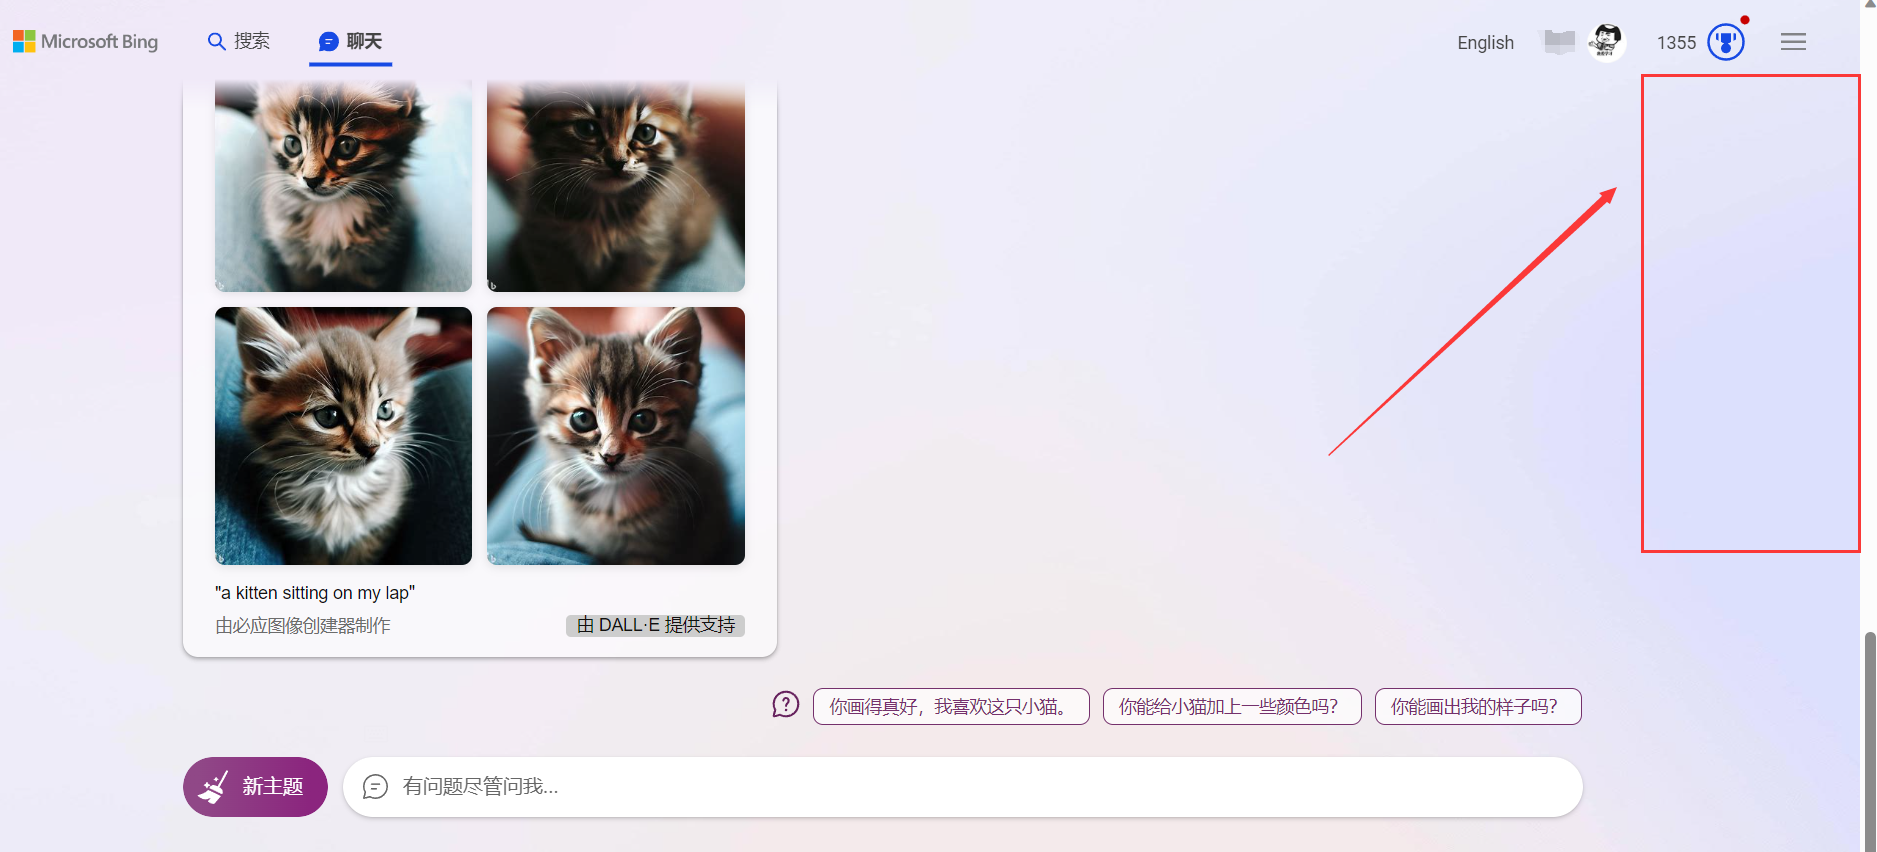 Microsoft Bing
搜索
聊天
English
1355
"a kitten sitting on my lap"
由必应图像创建器制作
由 DALL·E 提供支持
你画得真好，我喜欢这只小猫。
你能给小猫加上一些颜色吗？
你能画出我的样子吗？
新主题
有问题尽管问我...